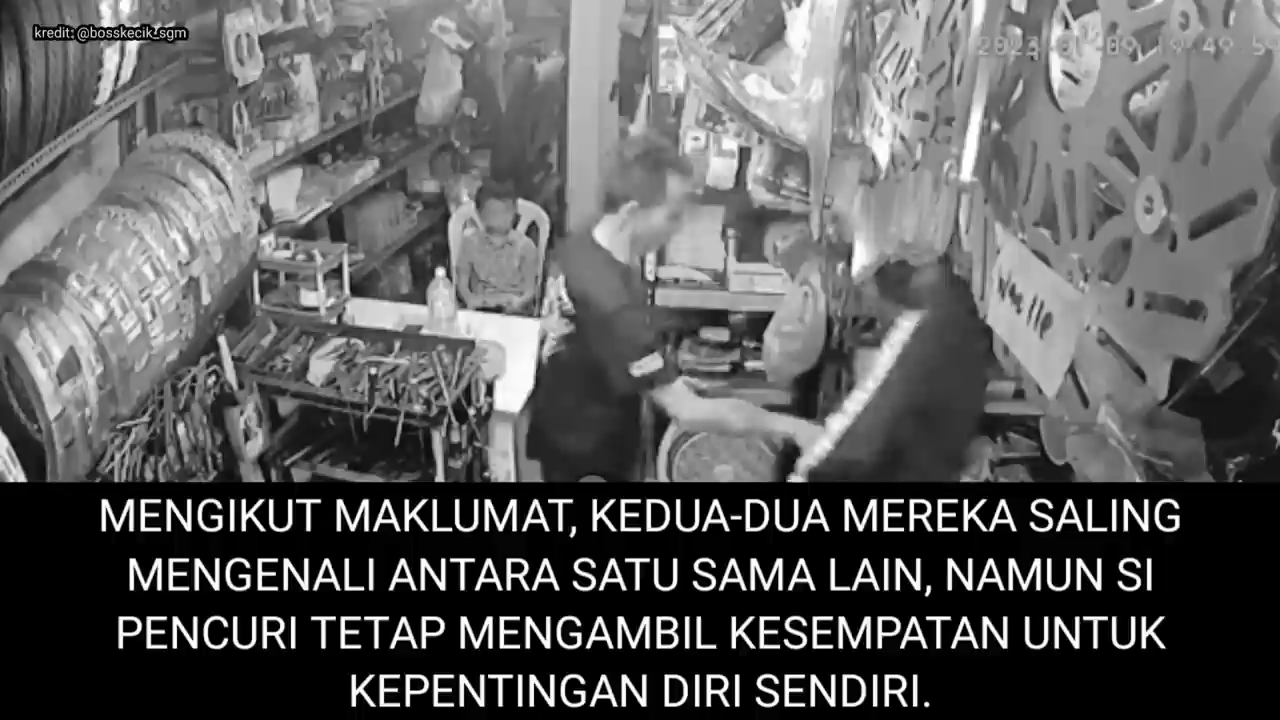 kredit: @bosskecik_sgm
MENGIKUT MAKLUMAT, KEDUA-DUA MEREKA SALING
MENGENALI ANTARA SATU SAMA LAIN, NAMUN SI
PENCURI TETAP MENGAMBIL KESEMPATAN UNTUK
KEPENTINGAN DIRI SENDIRI.